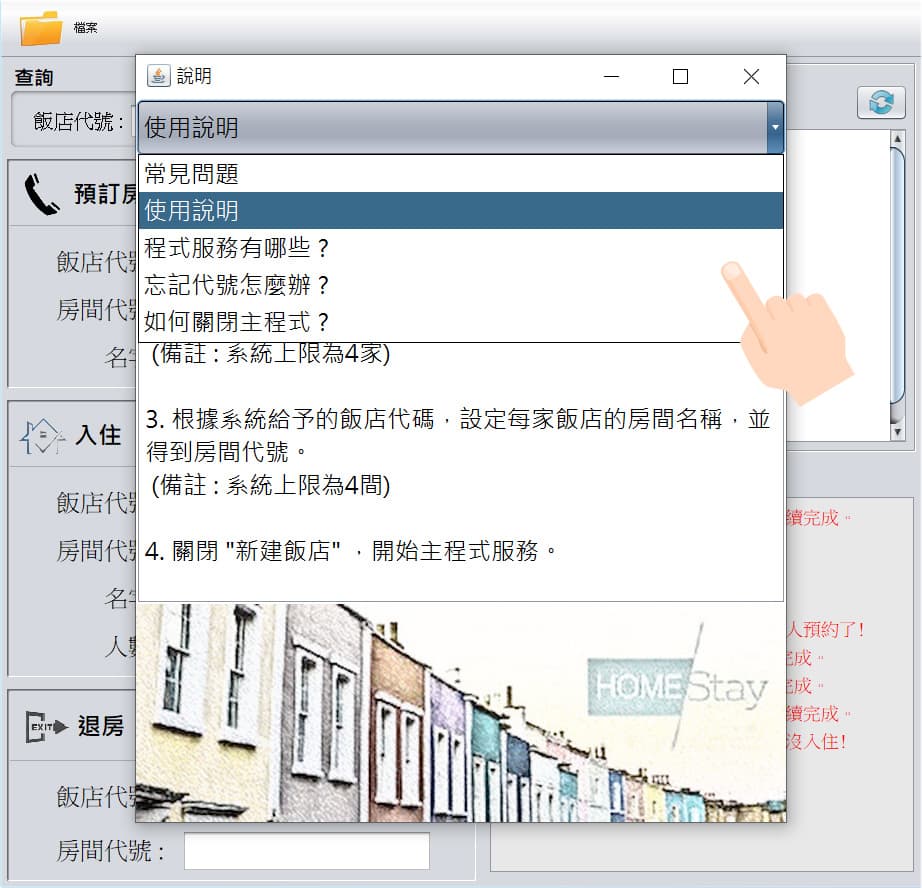 檔案
查詢
飯店代號 :
預訂房
飯店代號
房間代號
名字
入住
飯店代號
房間代號
名字
人數
EXIT
退房
飯店代號
房間代號 :
說明
使用說明
常見問題
使用說明
程式服務有哪些？
忘記代號怎麼辦？
如何關閉主程式？
(備註 : 系統上限為4家)
3. 根據系統給予的飯店代碼，設定每家飯店的房間名稱，並
得到房間代號。
(備註 : 系統上限為4間)
4. 關閉 "新建飯店" ，開始主程式服務。
HOMEStay
續完成。
人預約了!
完成。
完成。
續完成。
沒入住!